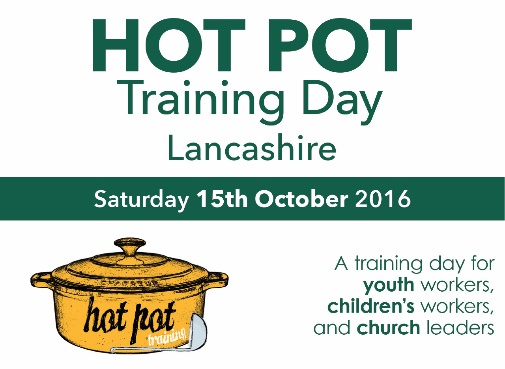 HOT POT
Training Day
Lancashire
Saturday 15th October 2016
hot pot
training
A training day for
youth workers,
children's workers,
and church leaders